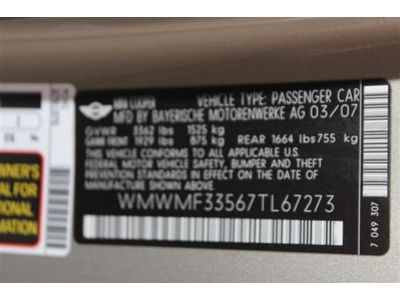 MINI COOPER VEHICLE TYPE: PASSENGER CAR
MFD BY BAYERISCHE MOTORENWERKE AG 03/07
GVWR 3362 lbs 1525 kg
GAWR FRONT 1929 lbs 875 kg REAR 1664 lbs 755 kg
THIS VEHICLE CONFORMS TO ALL APPLICABLE U.S.
FEDERAL MOTOR VEHICLE SAFETY, BUMPER AND THEFT
PREVENTION STANDARDS IN EFFECT ON THE DATE OF
MANUFACTURE SHOWN ABOVE.
WMWMF33567TL67273
7 049 307